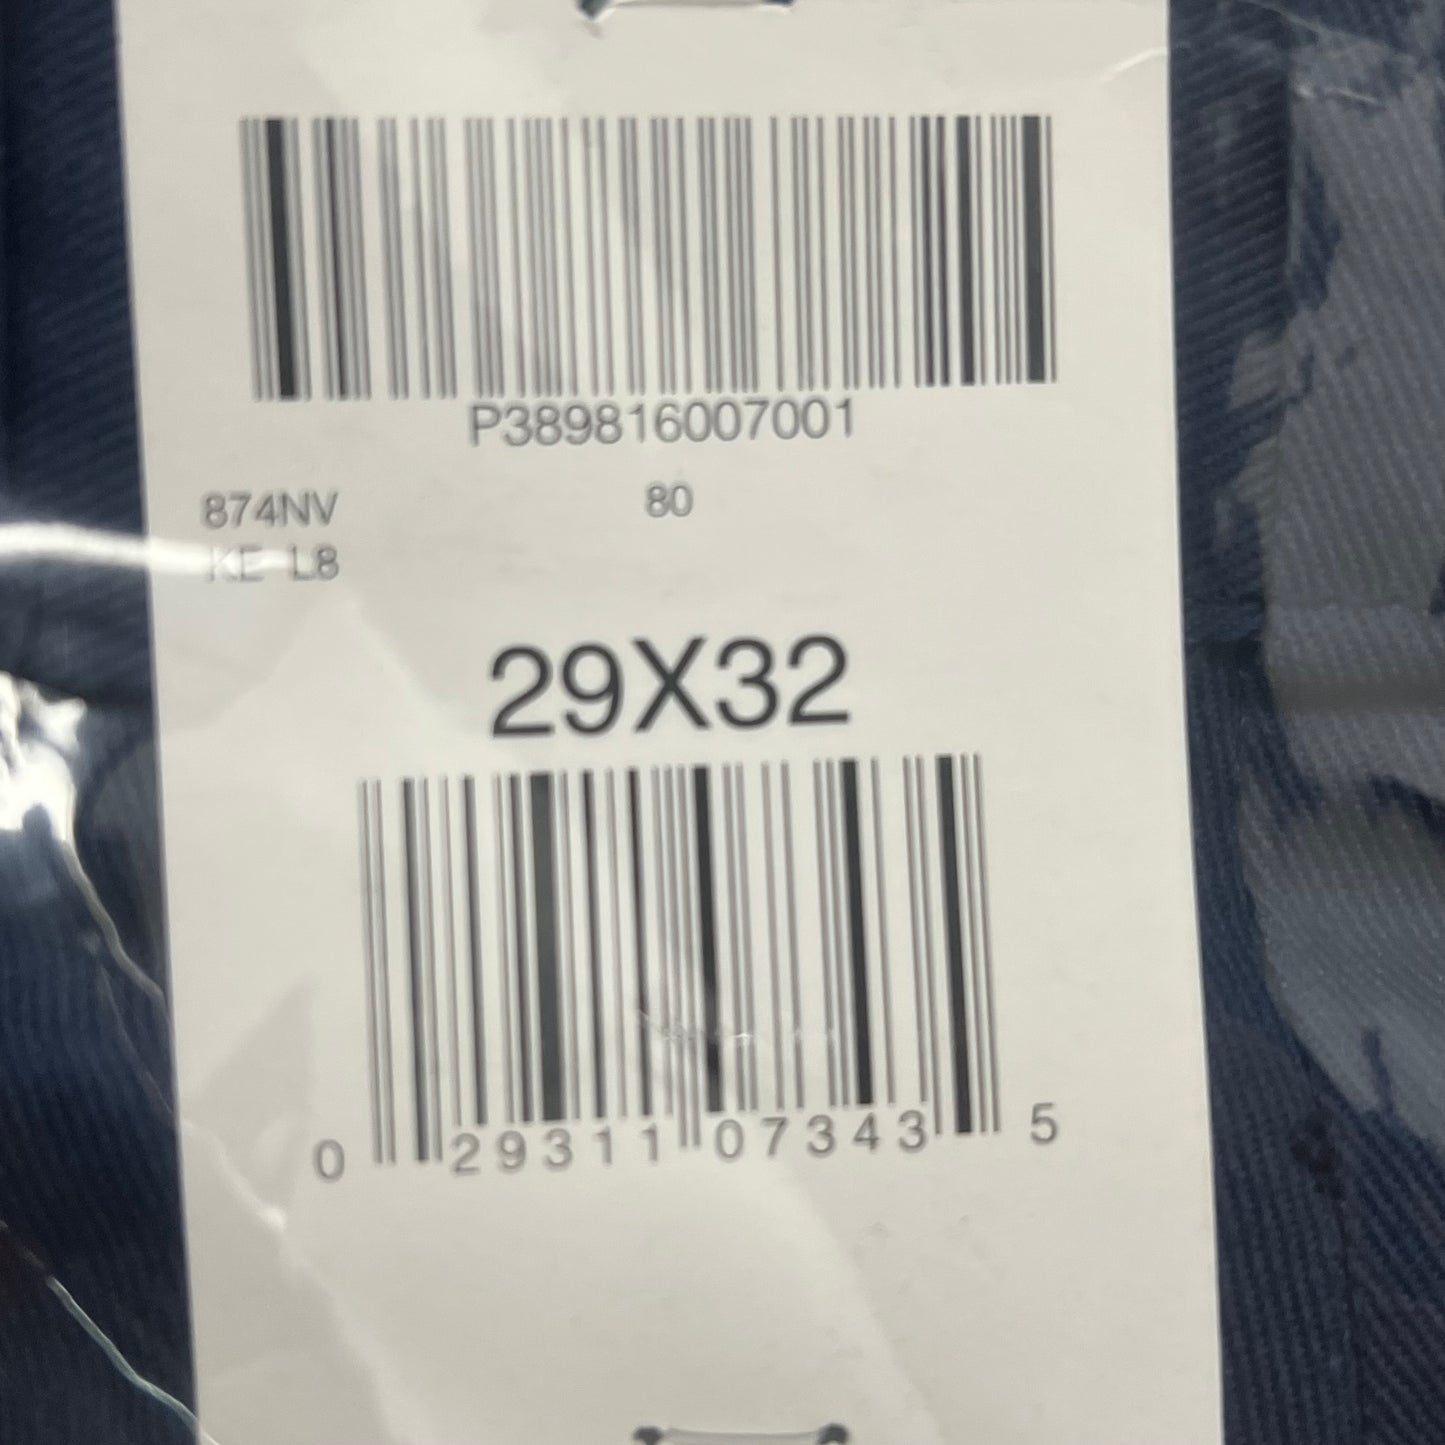 P389816007001
874NV 80
KE L8
29X32
0 29311 07343 5